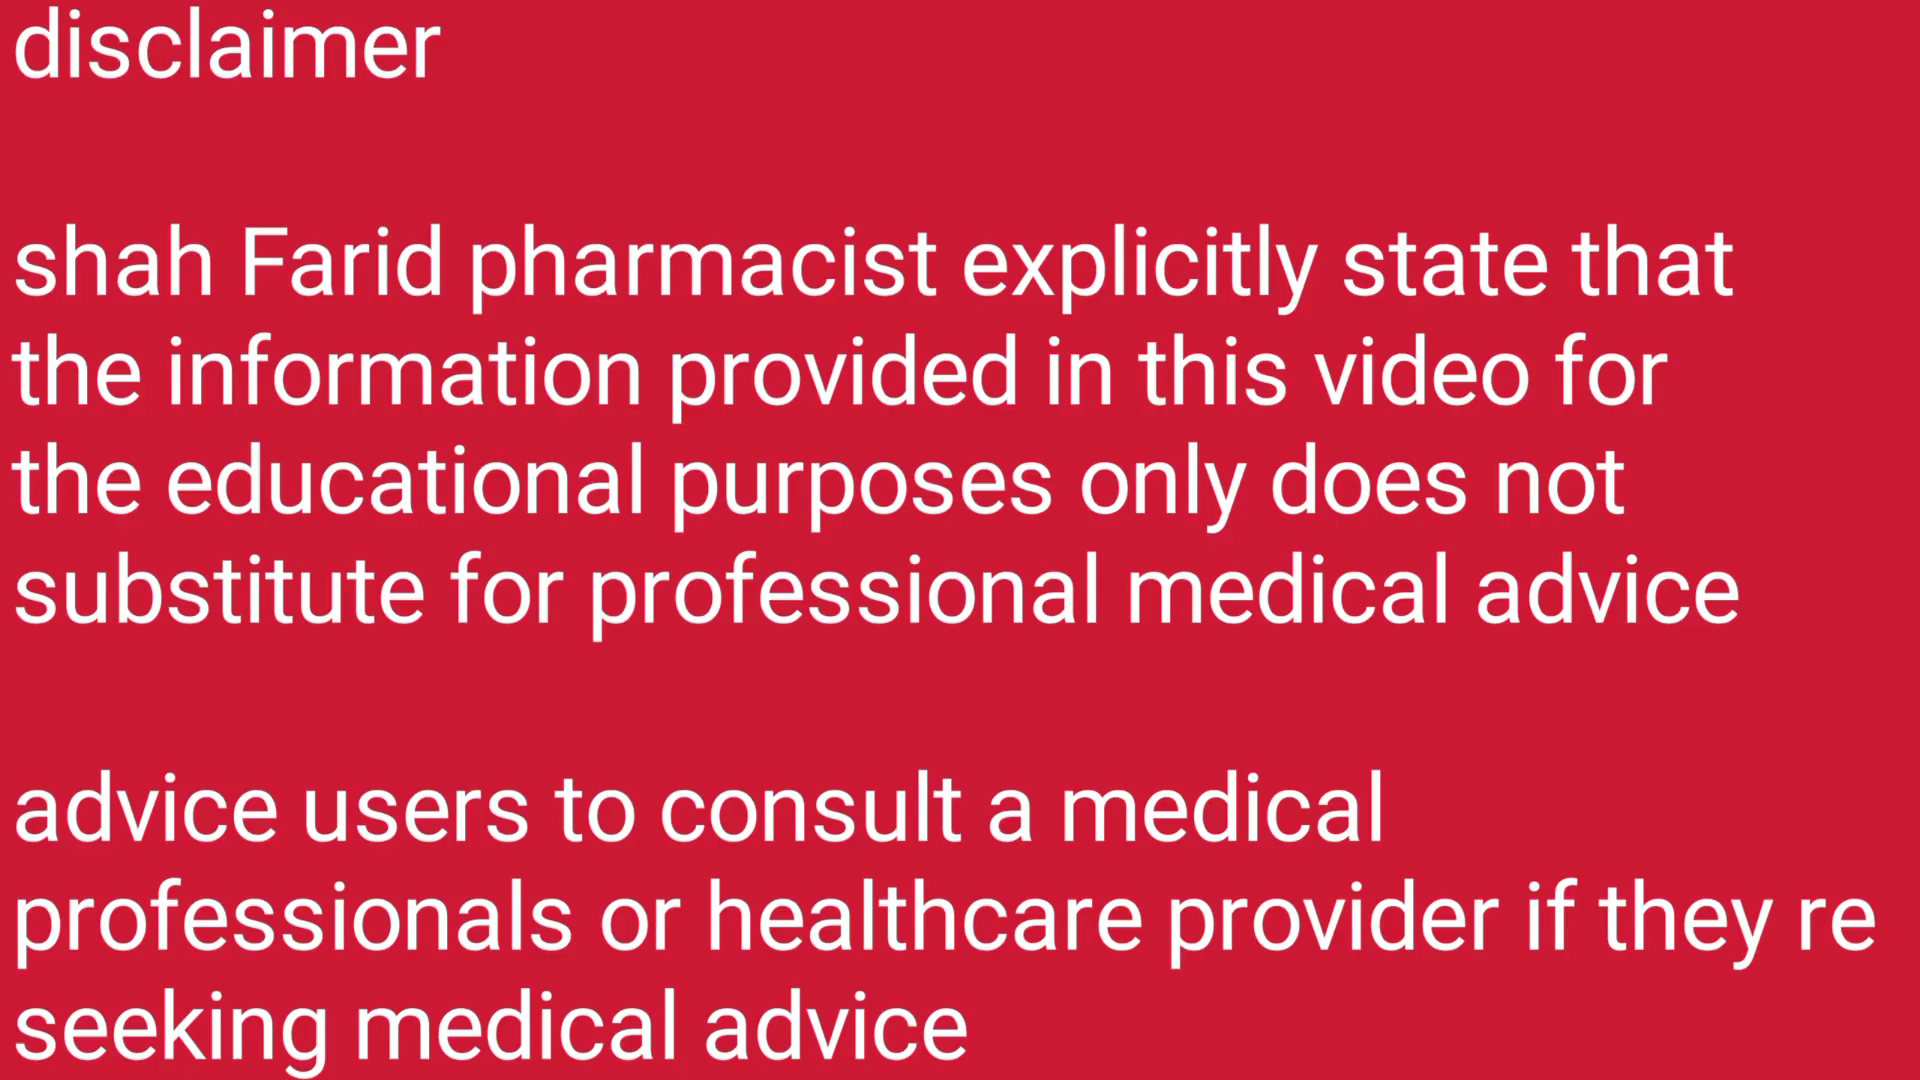 disclaimer
shah Farid pharmacist explicitly state that
the information provided in this video for
the educational purposes only does not
substitute for professional medical advice
advice users to consult a medical
professionals or healthcare provider if they re
seeking medical advice